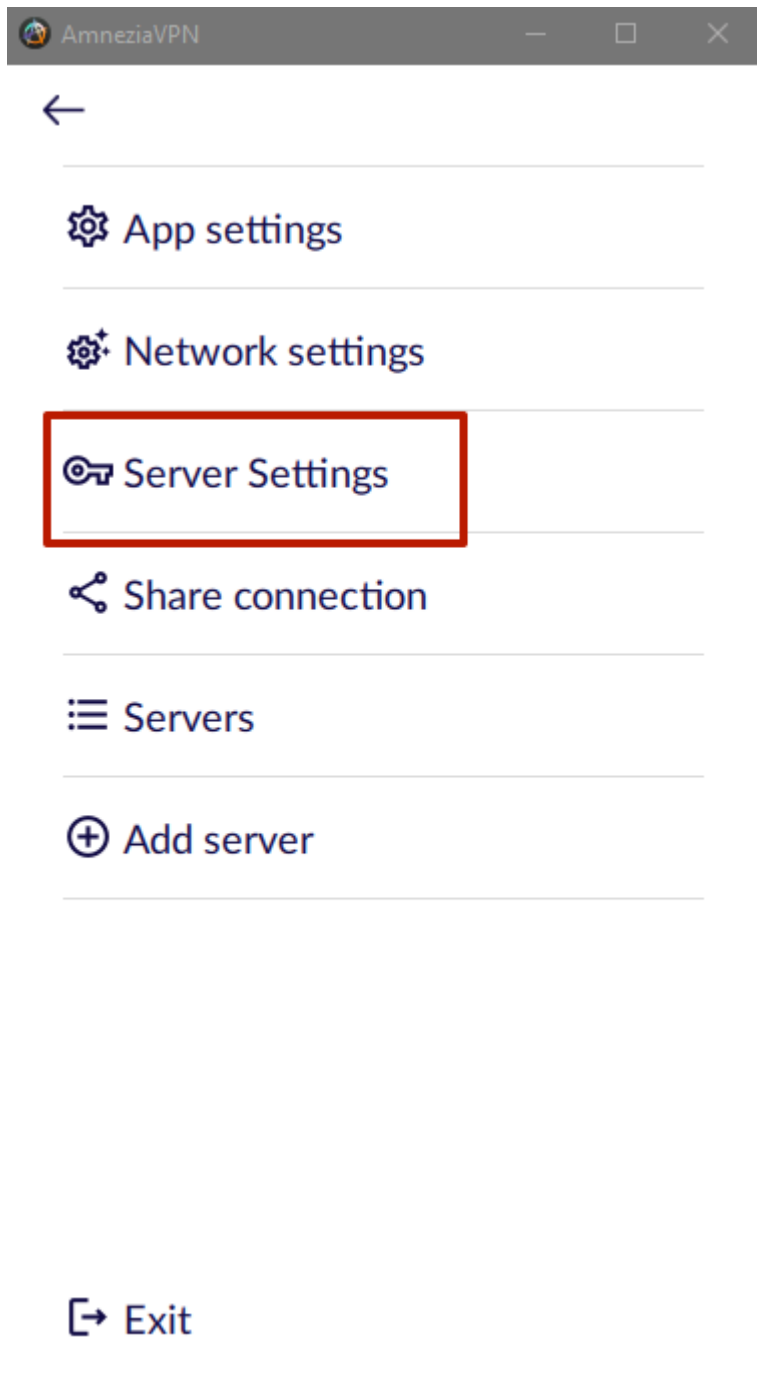 AmneziaVPN
App settings
Network settings
Server Settings
Share connection
Servers
Add server
Exit